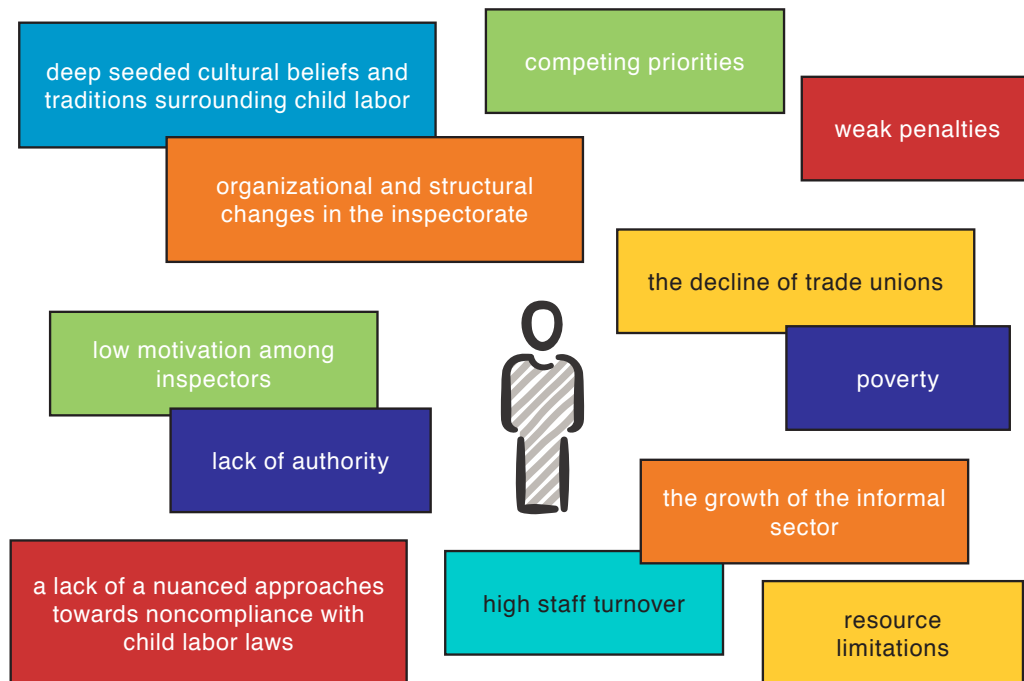 deep seeded cultural beliefs and
traditions surrounding child labor
competing priorities
weak penalties
organizational and structural
changes in the inspectorate
the decline of trade unions
low motivation among
inspectors
poverty
lack of authority
the growth of the informal
sector
a lack of a nuanced approaches
towards noncompliance with
child labor laws
high staff turnover
resource
limitations